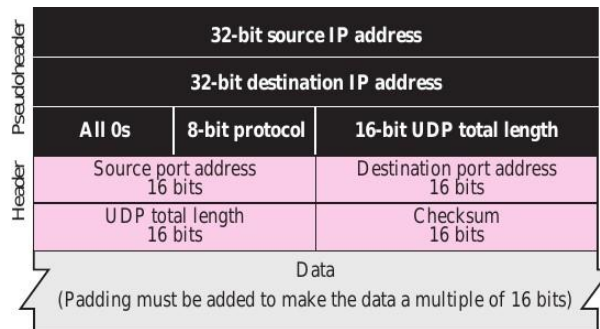 Pseudoheader
32-bit source IP address
32-bit destination IP address
All 0s 8-bit protocol 16-bit UDP total length
Header
Source port address Destination port address
16 bits 16 bits
UDP total length Checksum
16 bits 16 bits
Data
(Padding must be added to make the data a multiple of 16 bits)